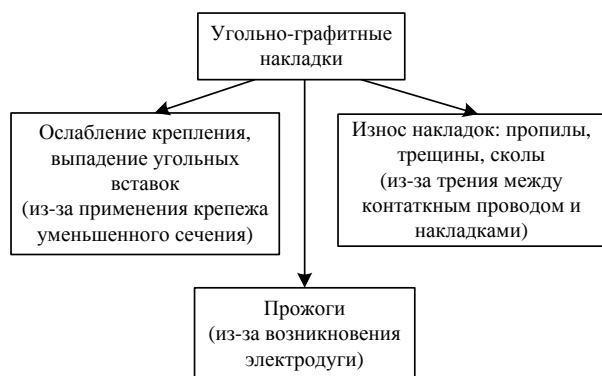 Угольно-графитные
накладки
Ослабление крепления,
выпадение угольных
вставок
(из-за применения крепежа
уменьшенного сечения)
Износ накладок: пропилы,
трещины, сколы
(из-за трения между
контаткным проводом и
накладками)
Прожоги
(из-за возникновения
электродуги)